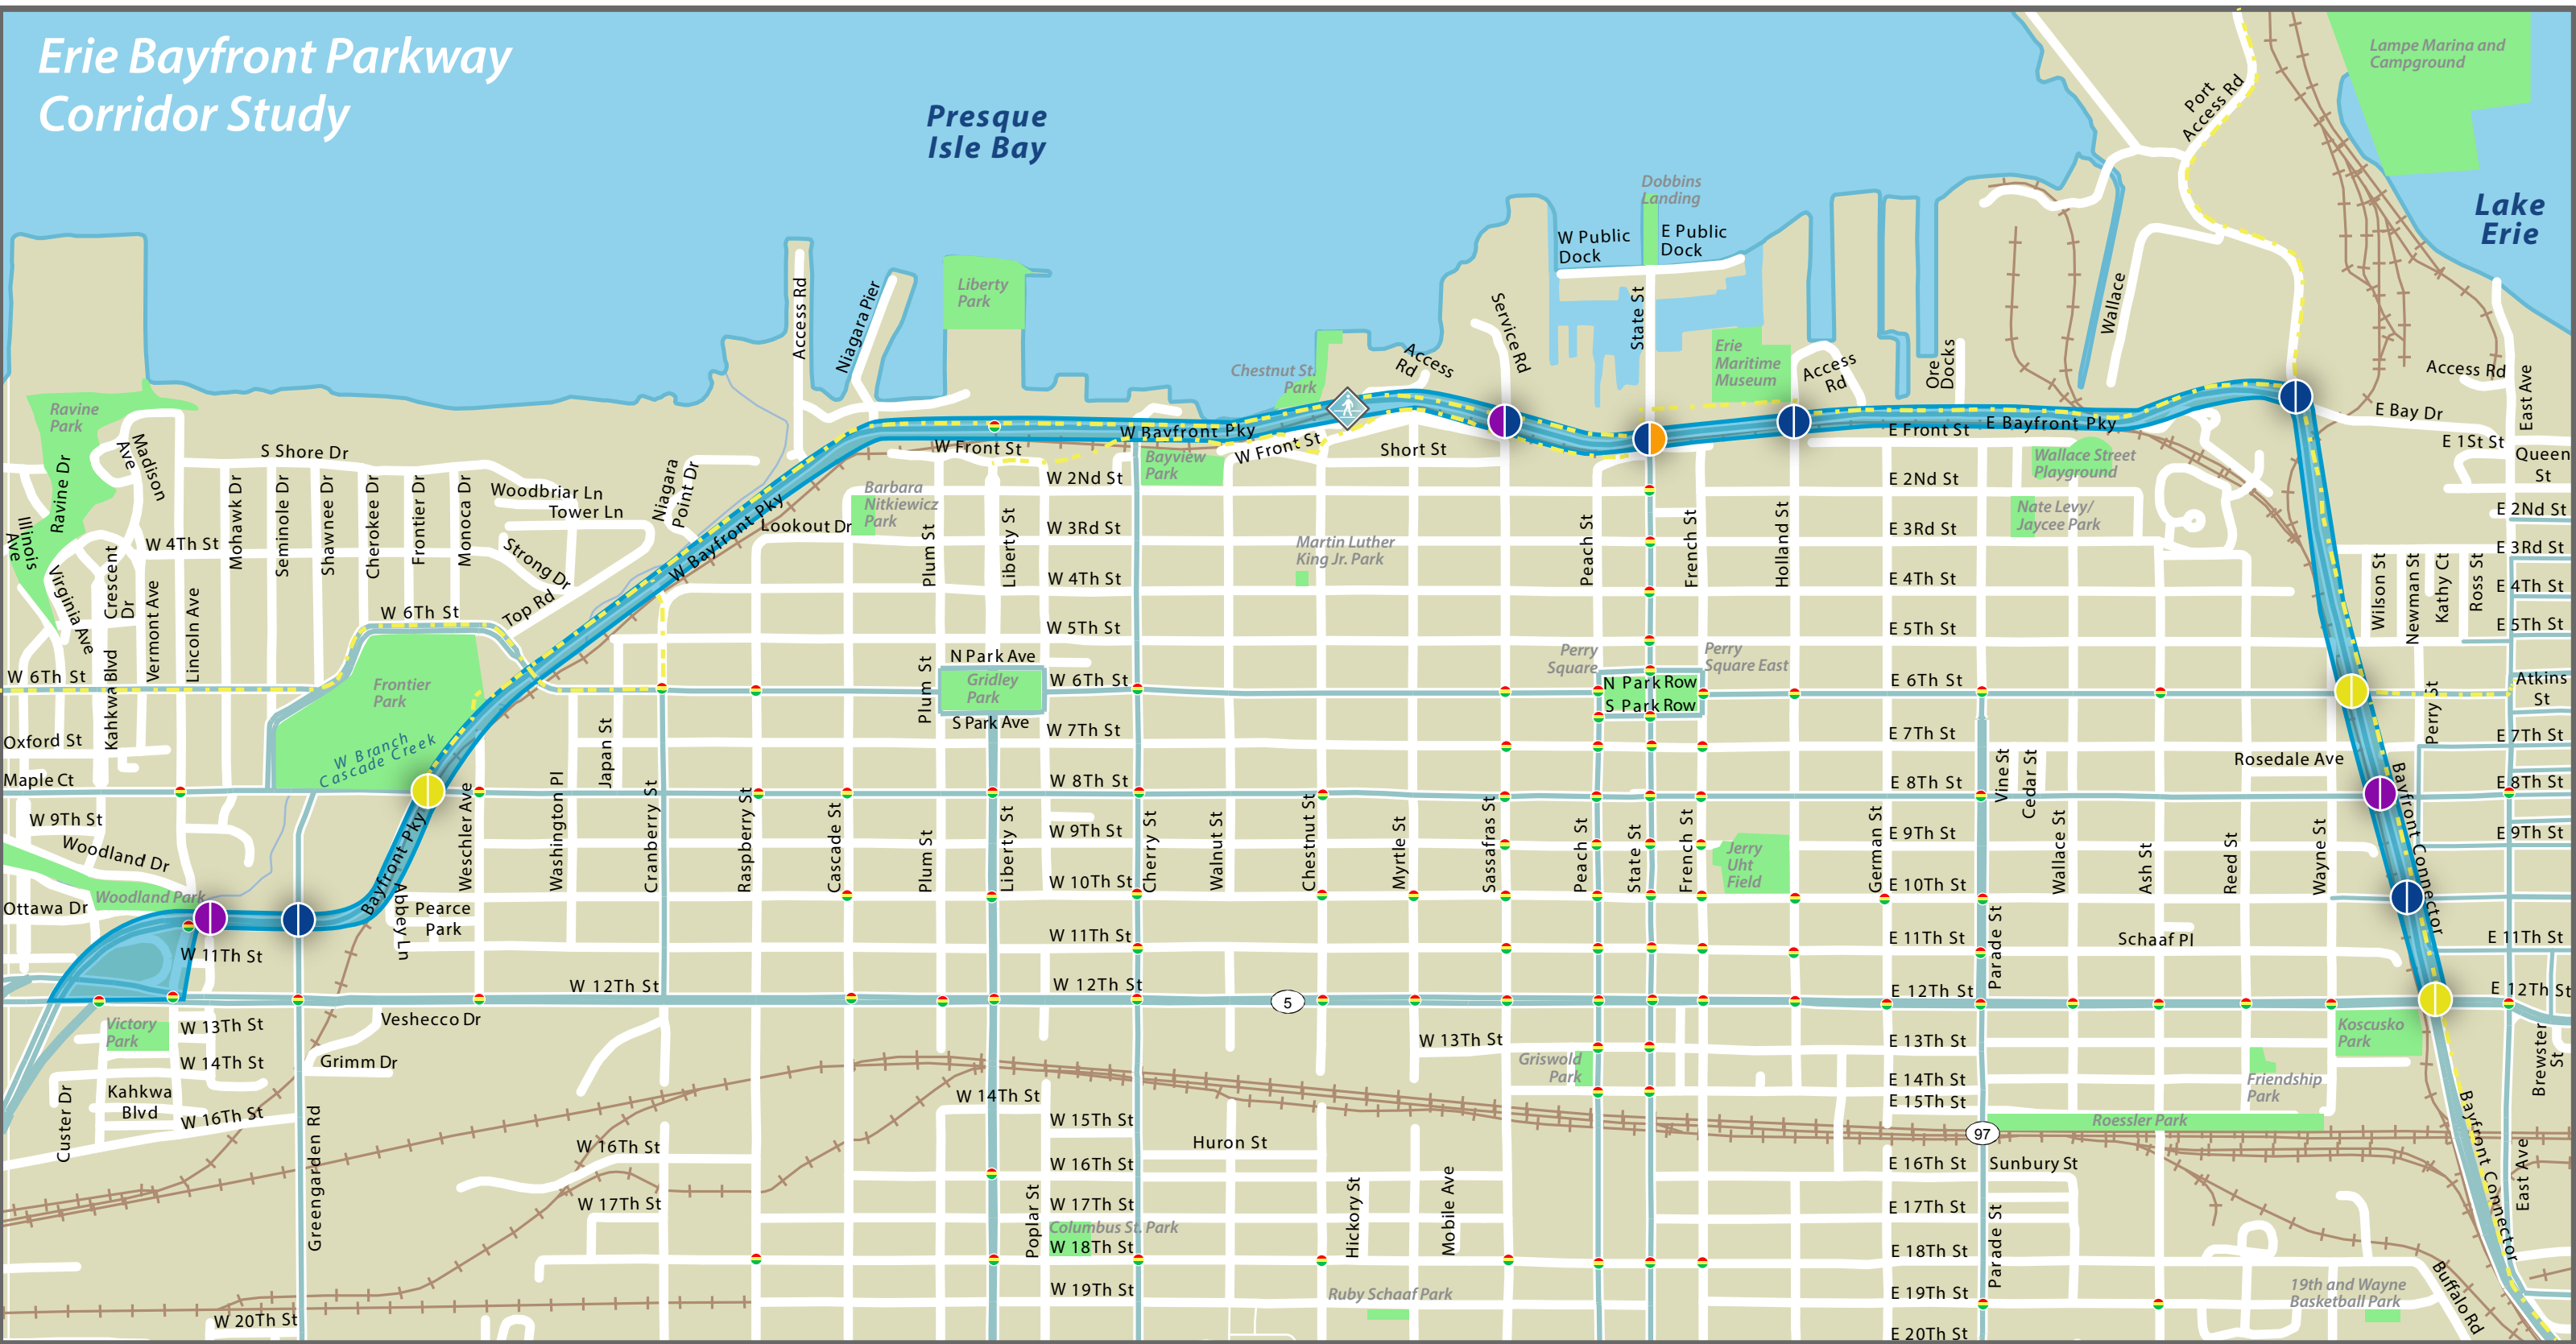 Erie Bayfront Parkway
Corridor Study
Presque
Isle Bay
Lake
Erie
Lampe Marina and
Campground
Port
Access Rd
Dobbins
Landing
W Public
Dock
E Public
Dock
State St
Service Rd
Access Rd
Niagara Pier
Liberty
Park
Chestnut St.
Park
Access
Rd
Erie
Maritime
Museum
Access
Rd
Ore
Docks
Wallace
Access Rd
East Ave
E Bay Dr
E 1St St
Queen
St
Ravine
Park
Ravine Dr
Madison
Ave
Illinois
Ave
Virginia Ave
S Shore Dr
W 4Th St
Crescent
Dr
Vermont Ave
Lincoln Ave
Mohawk Dr
Seminole Dr
Shawnee Dr
Cherokee Dr
Frontier Dr
Monoca Dr
Woodbriar Ln
Tower Ln
Strong Dr
Top Rd
Niagara
Point Dr
W Bayfront Pky
Lookout Dr
Barbara
Nitkiewicz
Park
W Front St
W Bayfront Pky
Bayview
Park
W Front St
Short St
E Front St
E Bayfront Pky
Wallace Street
Playground
Nate Levy/
Jaycee Park
W 2Nd St
W 3Rd St
W 4Th St
W 5Th St
W 6Th St
W 7Th St
W 8Th St
W 9Th St
W 10Th St
W 11Th St
W 12Th St
Plum St
Liberty St
Martin Luther
King Jr. Park
Peach St
French St
Holland St
E 2Nd St
E 3Rd St
E 4Th St
E 5Th St
E 6Th St
E 7Th St
E 8Th St
E 9Th St
E 10Th St
E 11Th St
E 12Th St
E 13Th St
E 14Th St
E 15Th St
E 16Th St
E 17Th St
E 18Th St
E 19Th St
E 20Th St
Wilson St
Newman St
Kathy Ct
Ross St
E 2Nd St
E 3Rd St
E 4Th St
E 5Th St
Atkins
St
E 7Th St
E 8Th St
E 9Th St
E 11Th St
E 12Th St
Perry St
Rosedale Ave
Bayfront Connector
W 6Th St
W 6Th St
Kahkwa Blvd
Frontier
Park
W Branch
Cascade Creek
Oxford St
Maple Ct
W 9Th St
Woodland Dr
Woodland Park
Ottawa Dr
W 11Th St
Bayfront Pky
Abbey Ln
Pearce
Park
Weschler Ave
Washington Pl
Japan St
Cranberry St
Raspberry St
Cascade St
Plum St
Plum St
N Park Ave
Gridley
Park
S Park Ave
Liberty St
Cherry St
Walnut St
Chestnut St
Myrtle St
Sassafras St
Peach St
State St
French St
Perry
Square
Perry
Square East
N Park Row
S Park Row
Jerry
Uht
Field
German St
Parade St
Vine St
Cedar St
Wallace St
Ash St
Reed St
Wayne St
Schaaf Pl
W 12Th St
5
Veshecco Dr
Grimm Dr
Victory
Park
W 13Th St
W 14Th St
Kahkwa
Blvd
W 16Th St
Custer Dr
Greengarden Rd
W 20Th St
W 16Th St
W 17Th St
W 14Th St
W 15Th St
W 16Th St
W 17Th St
Columbus St. Park
W 18Th St
W 19Th St
Poplar St
Huron St
Hickory St
Mobile Ave
Ruby Schaaf Park
W 13Th St
Griswold
Park
97
Sunbury St
Parade St
Roessler Park
Friendship
Park
Koscusko
Park
Brewster
St
Bayfront Connector
East Ave
Buffalo Rd
19th and Wayne
Basketball Park